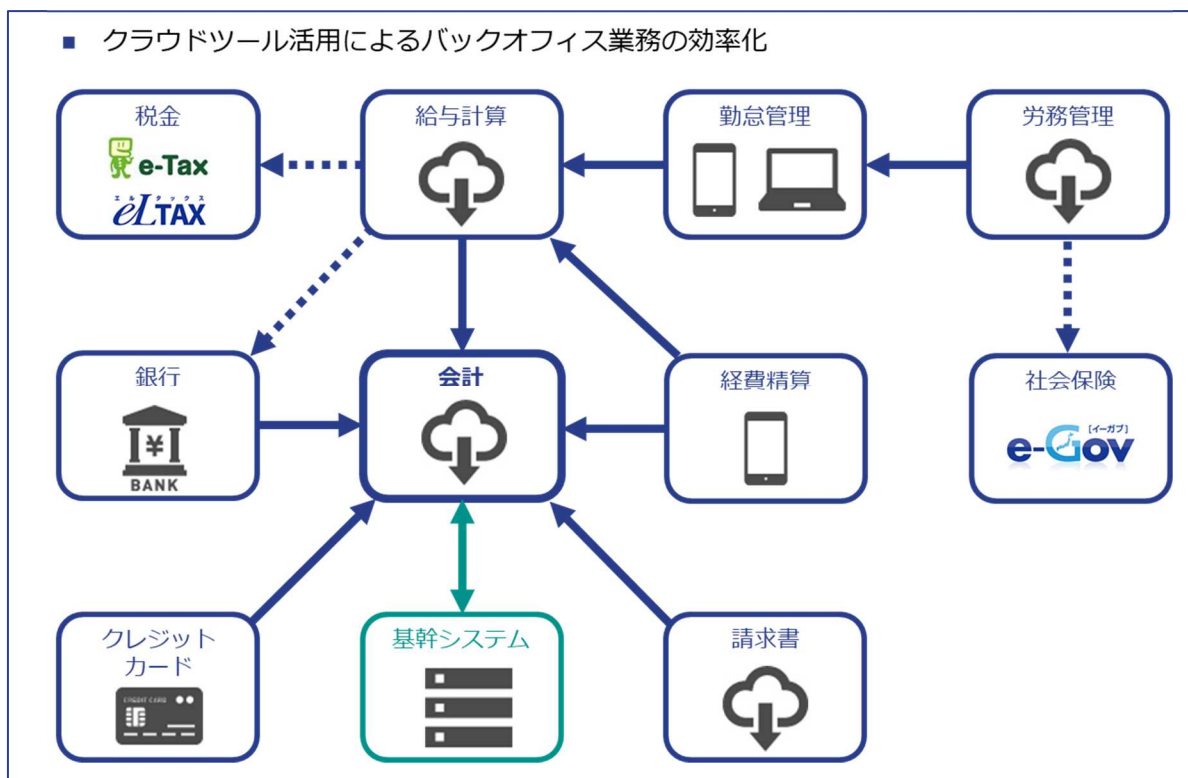 ■ クラウドツール活用によるバックオフィス業務の効率化
税金
e-Tax
エルタックス
eLTAX
給与計算
勤怠管理
労務管理
銀行
¥
BANK
会計
経費精算
社会保険
[イーガブ]
e-Gov
クレジット
カード
CREDIT CARD
基幹システム
請求書